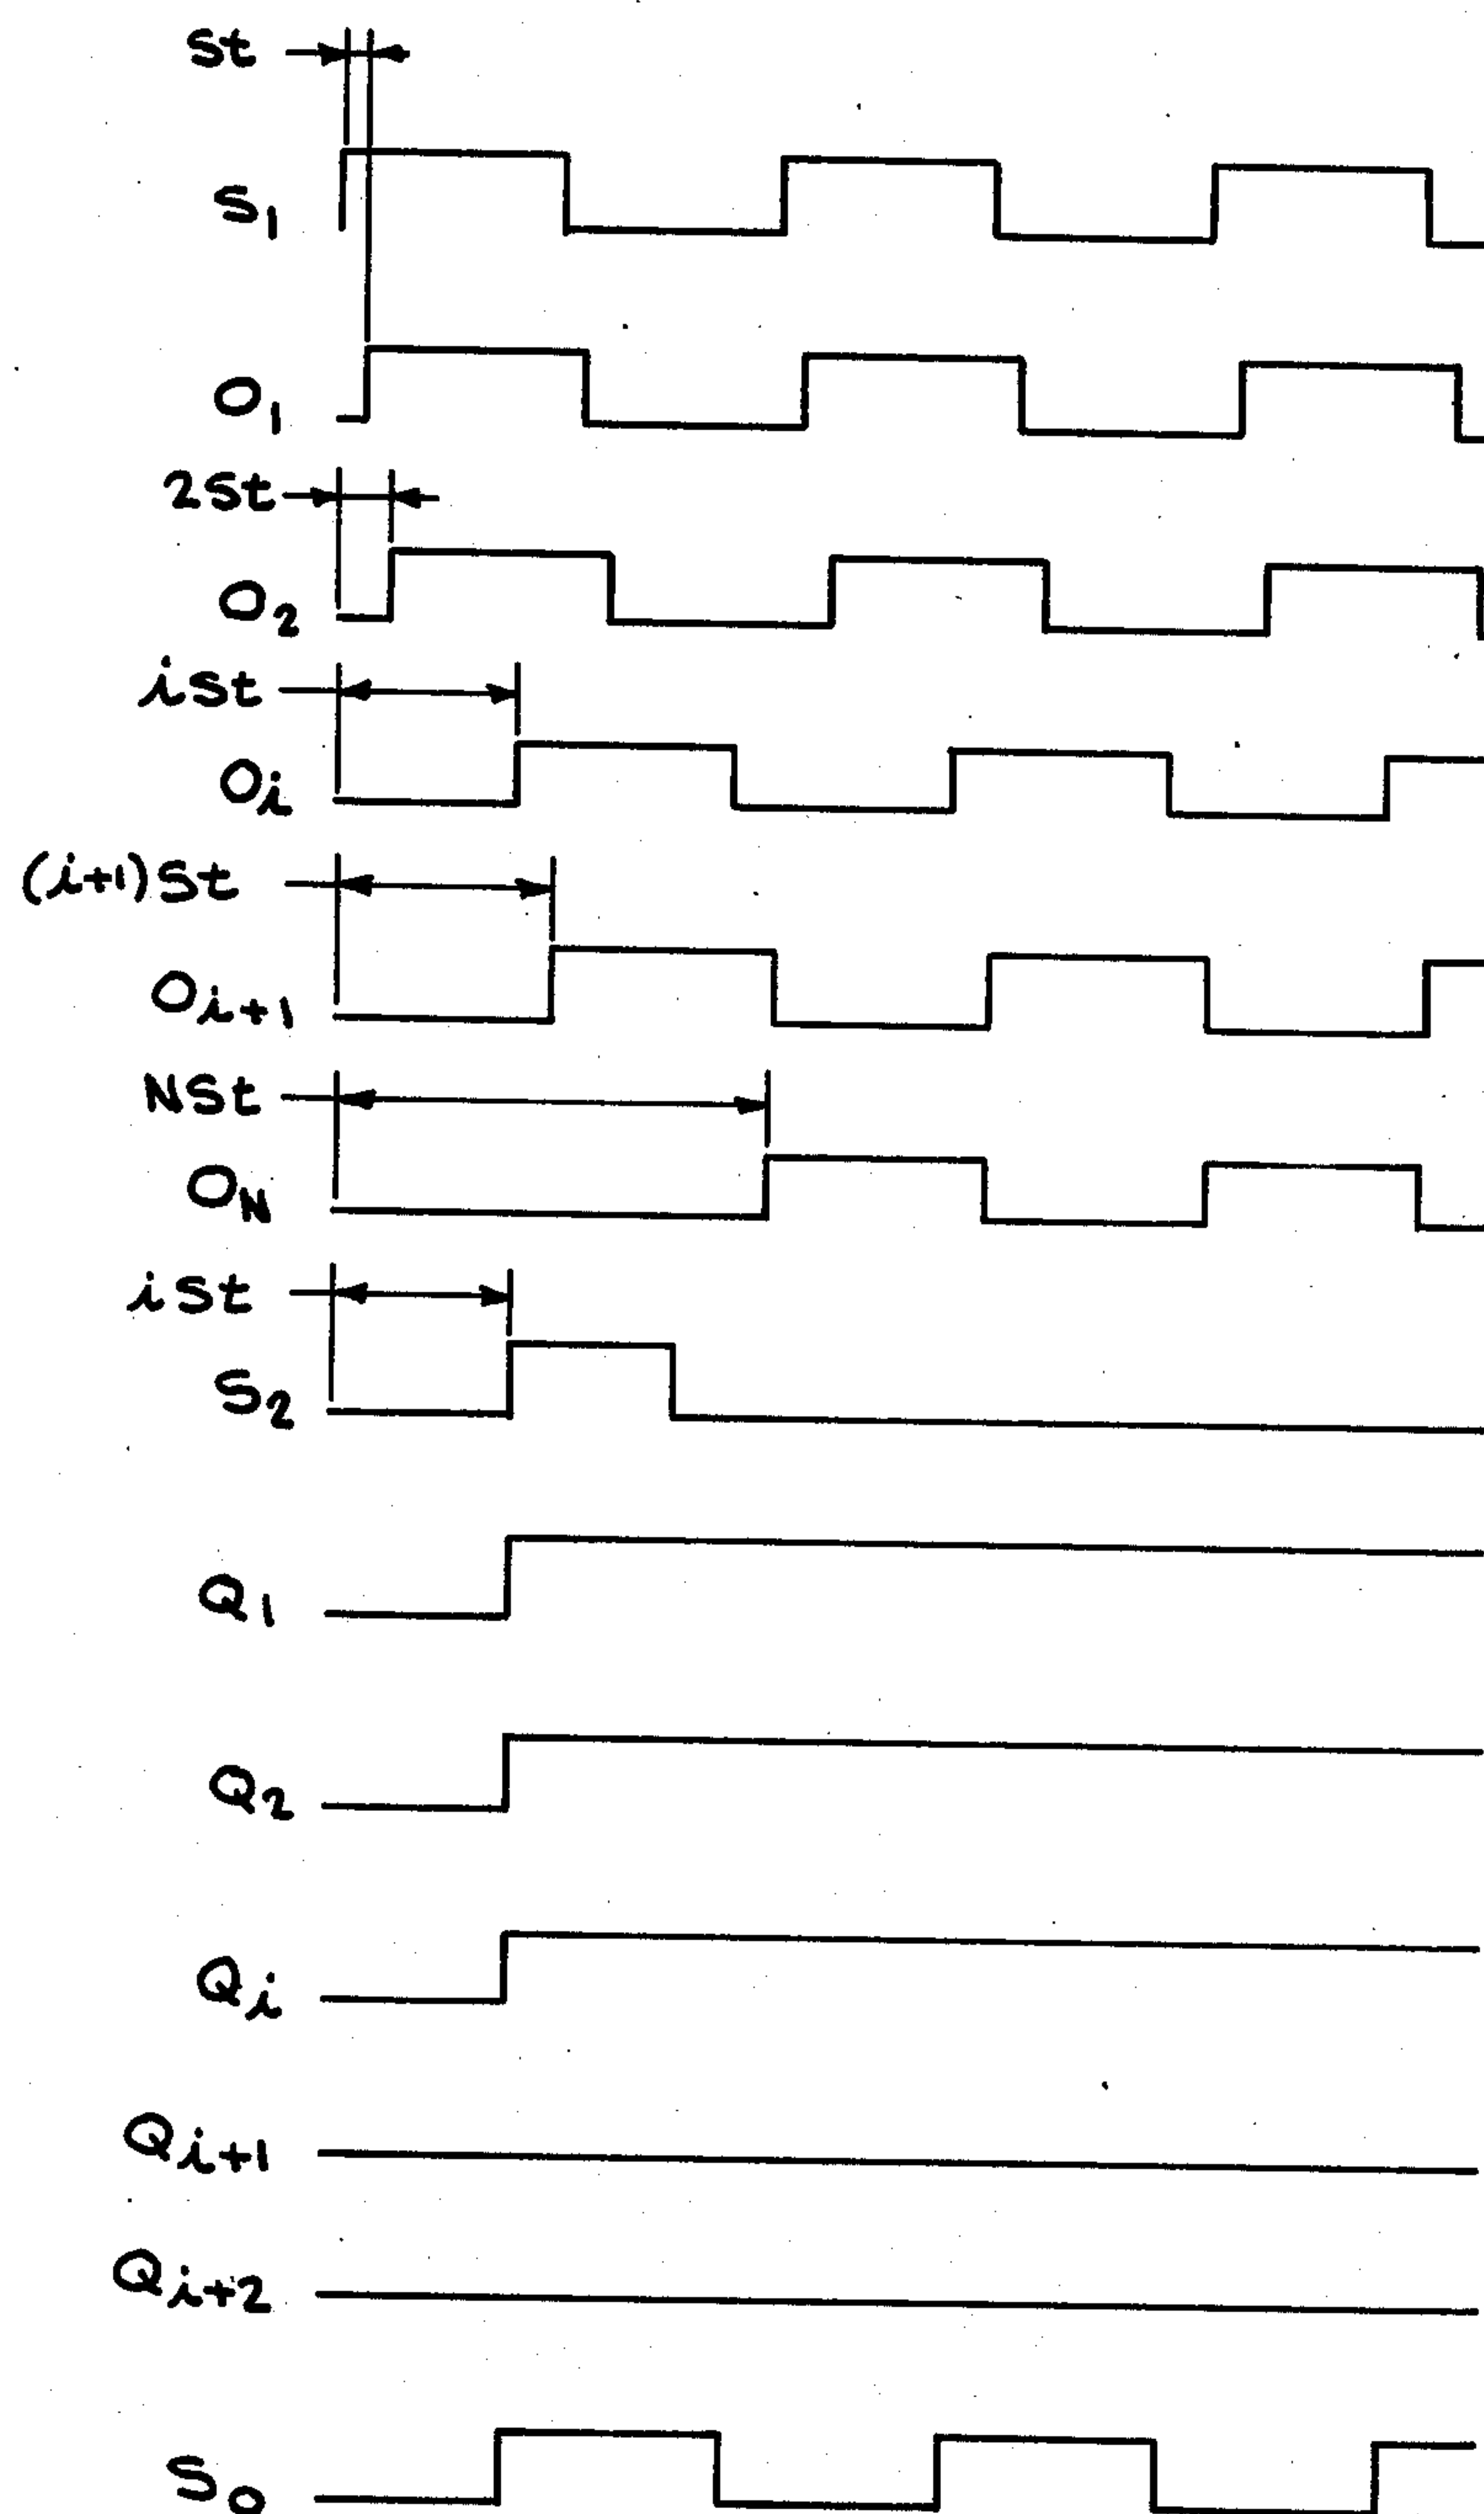 St
S1
O1
2St
O2
iSt
Oi
(i+1)St
Oi+1
NSt
ON
iSt
S2
Q1
Q2
Qi
Qi+1
Qi+2
So